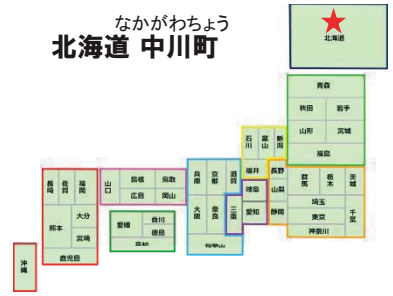 なかがわちょう
北海道 中川町
北海道
青森
秋田 岩手
山形 宮城
福島
石川 富山 新潟
福井 長野
岐阜 山梨
愛知 静岡
群馬 栃木 茨城
埼玉
東京 千葉
神奈川
兵庫 京都 滋賀
大阪 奈良 三重
和歌山
山口 島根 鳥取
広島 岡山
愛媛 香川
徳島
高知
長崎 佐賀 福岡
熊本 大分
宮崎
鹿児島
沖縄